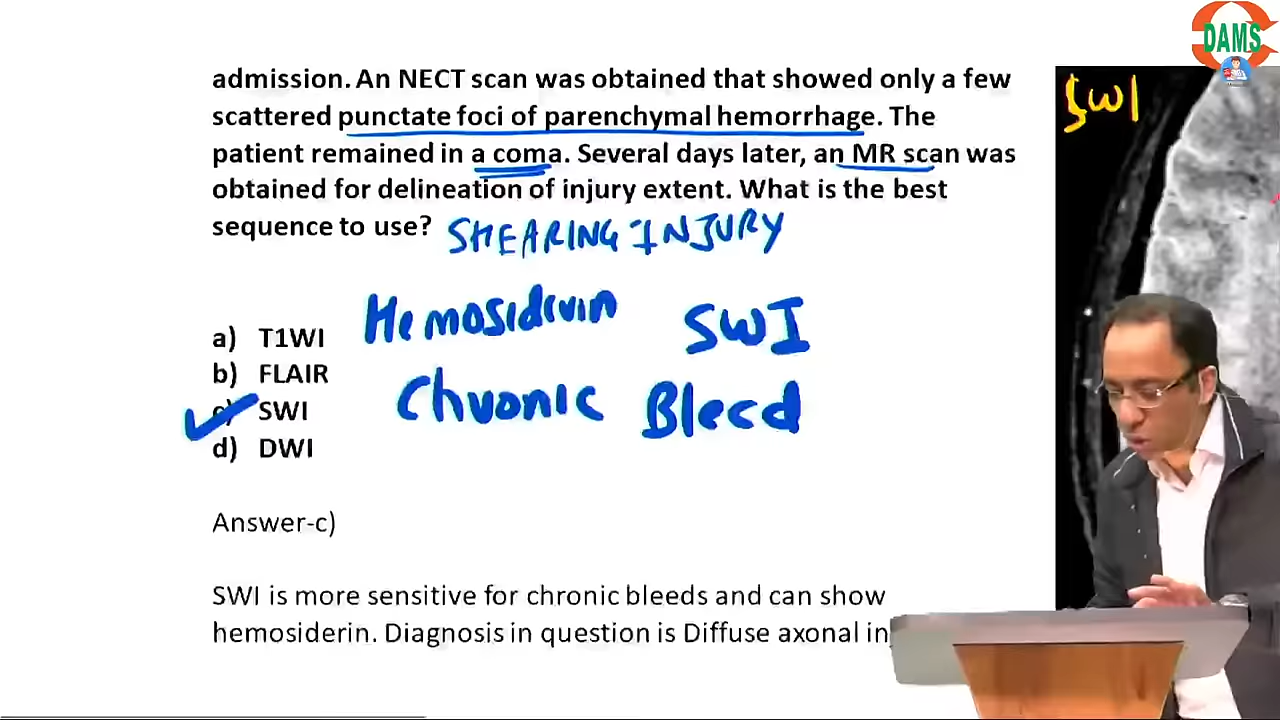 DAMS
admission. An NECT scan was obtained that showed only a few
scattered punctate foci of parenchymal hemorrhage. The
patient remained in a coma. Several days later, an MR scan was
obtained for delineation of injury extent. What is the best
sequence to use? SHEARING INJURY
SWI
a) T1WI
Hemosiderin SWI
b) FLAIR
c) SWI
Chronic Bleed
d) DWI
Answer-c)
SWI is more sensitive for chronic bleeds and can show
hemosiderin. Diagnosis in question is Diffuse axonal in